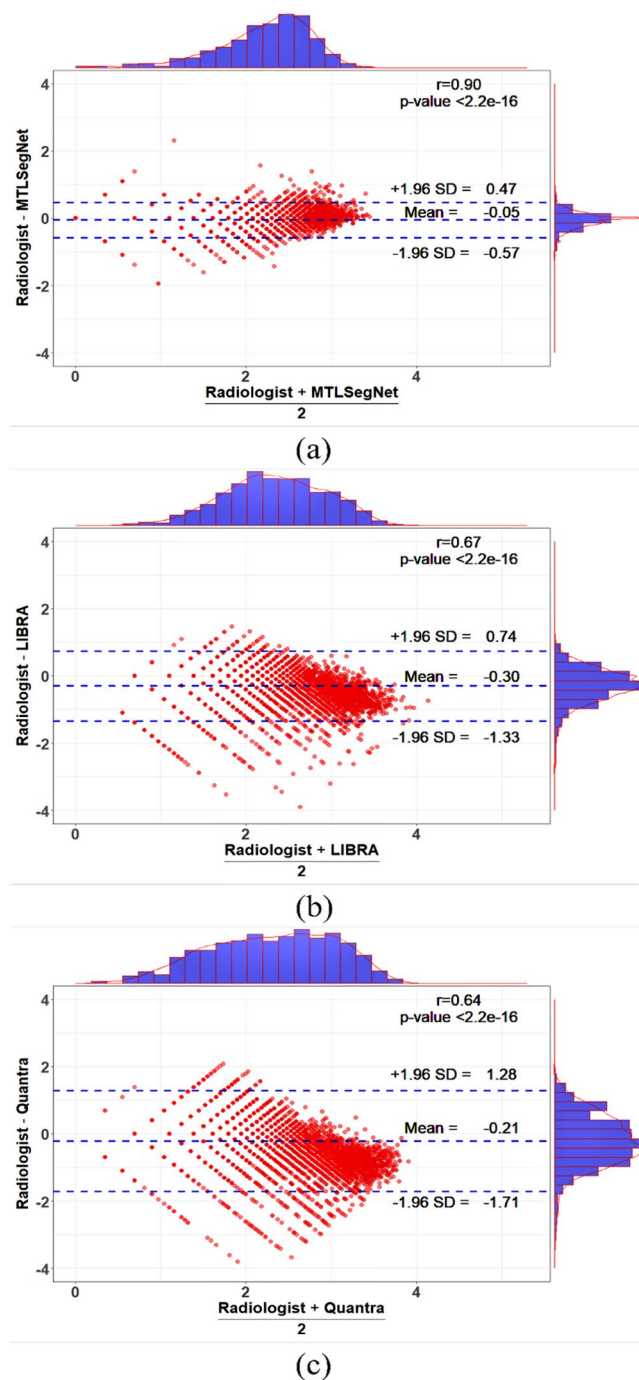 4
r=0.90
p-value <2.2e-16
2
+1.96 SD = 0.47
0
Mean = -0.05
-1.96 SD = -0.57
-2
-4
Radiologist - MTLSegNet
0 2 4
Radiologist + MTLSegNet
2
(a)
4
r=0.67
p-value <2.2e-16
2
+1.96 SD = 0.74
0
Mean = -0.30
-1.33
-1.96 SD =
-2
-4
Radiologist - LIBRA
0 2 4
Radiologist + LIBRA
2
(b)
4
r=0.64
p-value <2.2e-16
2
+1.96 SD = 1.28
0
Mean = -0.21
-2
-1.96 SD = -1.71
-4
Radiologist - Quantra
0 2 4
Radiologist + Quantra
2
(c)